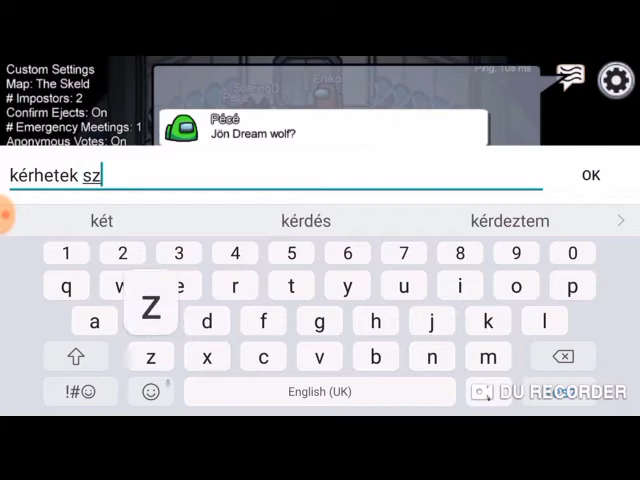 Custom Settings
Map: The Skeld
# Impostors: 2
Confirm Ejects: On
# Emergency Meetings: 1
Anonymous Votes: On
Enikő
Ping: 108 ms
Pécé
Jön Dream wolf?
kérhetek sz
OK
két
kérdés
kérdeztem
1 2 3 4 5 6 7 8 9 0
q w e r t y u i o p
z
a d f g h j k l
z x c v b n m
!#
English (UK)
DU RECORDER